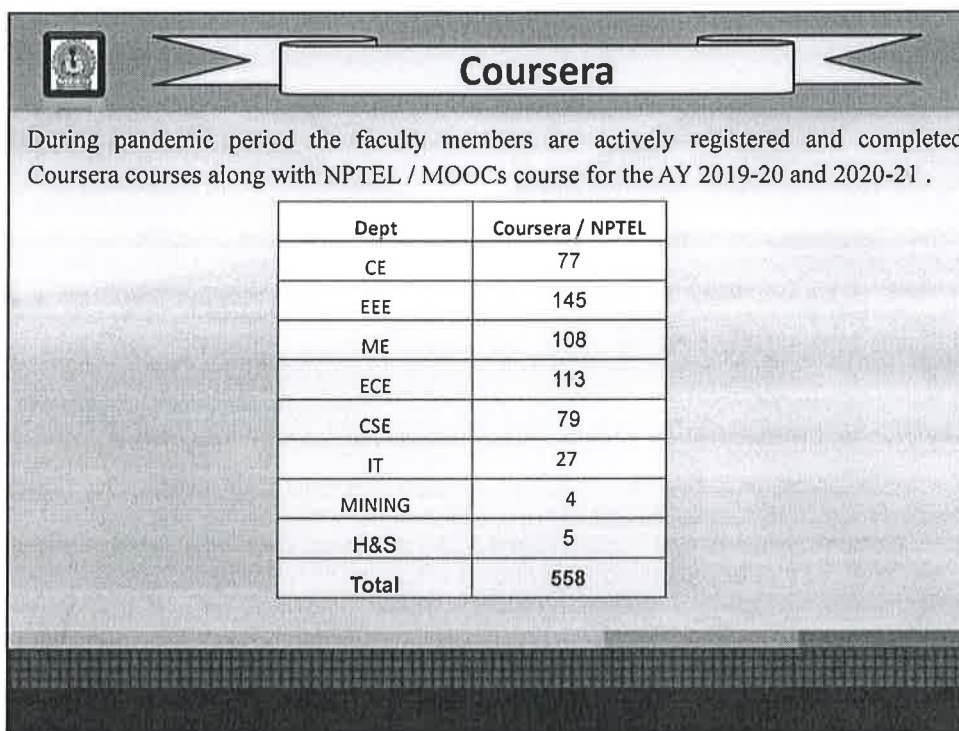 Coursera
During pandemic period the faculty members are actively registered and completed
Coursera courses along with NPTEL / MOOCs course for the AY 2019-20 and 2020-21 .
Dept Coursera / NPTEL
CE 77
EEE 145
ME 108
ECE 113
CSE 79
IT 27
MINING 4
H&S 5
Total 558